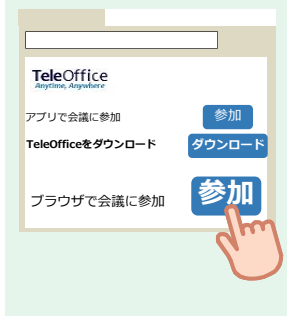 TeleOffice
Anytime, Anywhere
アプリで会議に参加 参加
TeleOfficeをダウンロード ダウンロード
ブラウザで会議に参加 参加